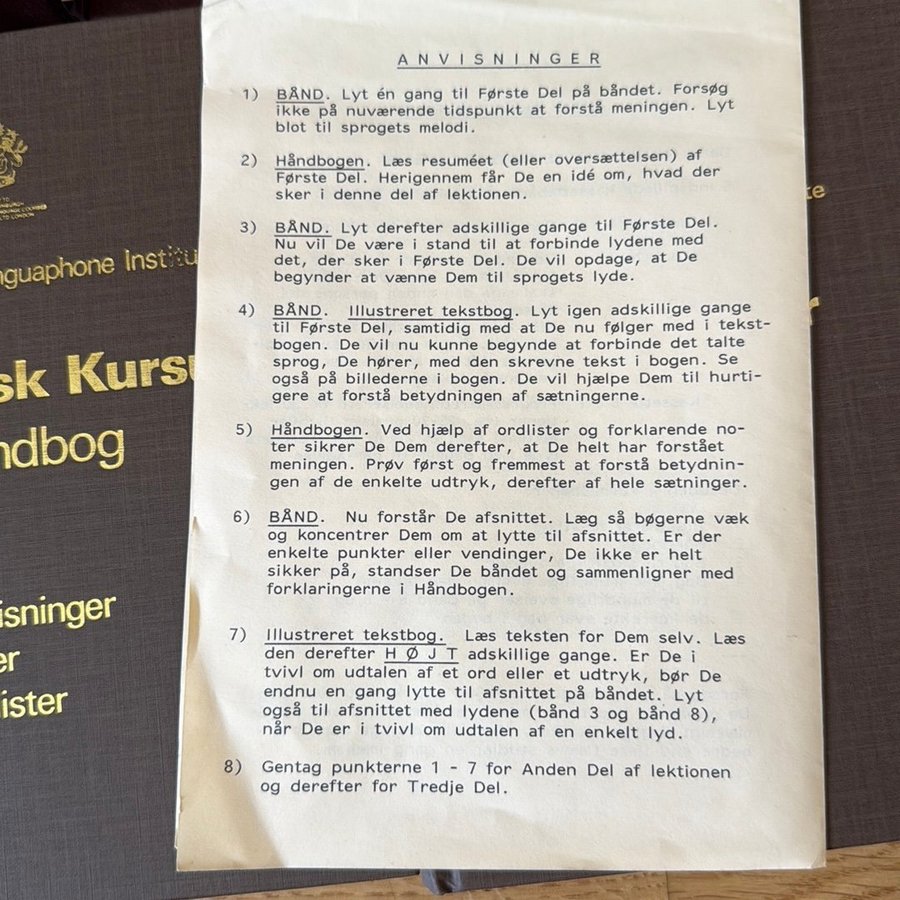 ANVISNINGER
1) BÅND. Lyt én gang til Første Del på båndet. Forsøg
ikke på nuværende tidspunkt at forstå meningen. Lyt
blot til sprogets melodi.
2) Håndbogen. Læs resuméet (eller oversættelsen) af
Første Del. Herigennem får De en idé om, hvad der
sker i denne del af lektionen.
3) BÅND. Lyt derefter adskillige gange til Første Del.
Nu vil De være i stand til at forbinde lydene med
det, der sker i Første Del. De vil opdage, at De
begynder at vænne Dem til sprogets lyde.
4) BÅND. Illustreret tekstbog. Lyt igen adskillige gange
til Første Del, samtidig med at De nu følger med i tekst-
bogen. De vil nu kunne begynde at forbinde det talte
sprog, De hører, med den skrevne tekst i bogen. Se
også på billederne i bogen. De vil hjælpe Dem til hurti-
gere at forstå betydningen af sætningerne.
5) Håndbogen. Ved hjælp af ordlister og forklarende no-
ter sikrer De Dem derefter, at De helt har forstået
meningen. Prøv først og fremmest at forstå betydnin-
gen af de enkelte udtryk, derefter af hele sætninger.
6) BÅND. Nu forstår De afsnittet. Læg så bøgerne væk
og koncentrer Dem om at lytte til afsnittet. Er der
enkelte punkter eller vendinger, De ikke er helt
sikker på, standser De båndet og sammenligner med
forklaringerne i Håndbogen.
7) Illustreret tekstbog. Læs teksten for Dem selv. Læs
den derefter HØJT adskillige gange. Er De i
tvivl om udtalen af et ord eller et udtryk, bør De
endnu en gang lytte til afsnittet på båndet. Lyt
også til afsnittet med lydene (bånd 3 og bånd 8),
når De er i tvivl om udtalen af en enkelt lyd.
8) Gentag punkterne 1 - 7 for Anden Del af lektionen
og derefter for Tredje Del.
nguaphone Institu
sk Kursu
ndbog
isninger
er
lister
te
r